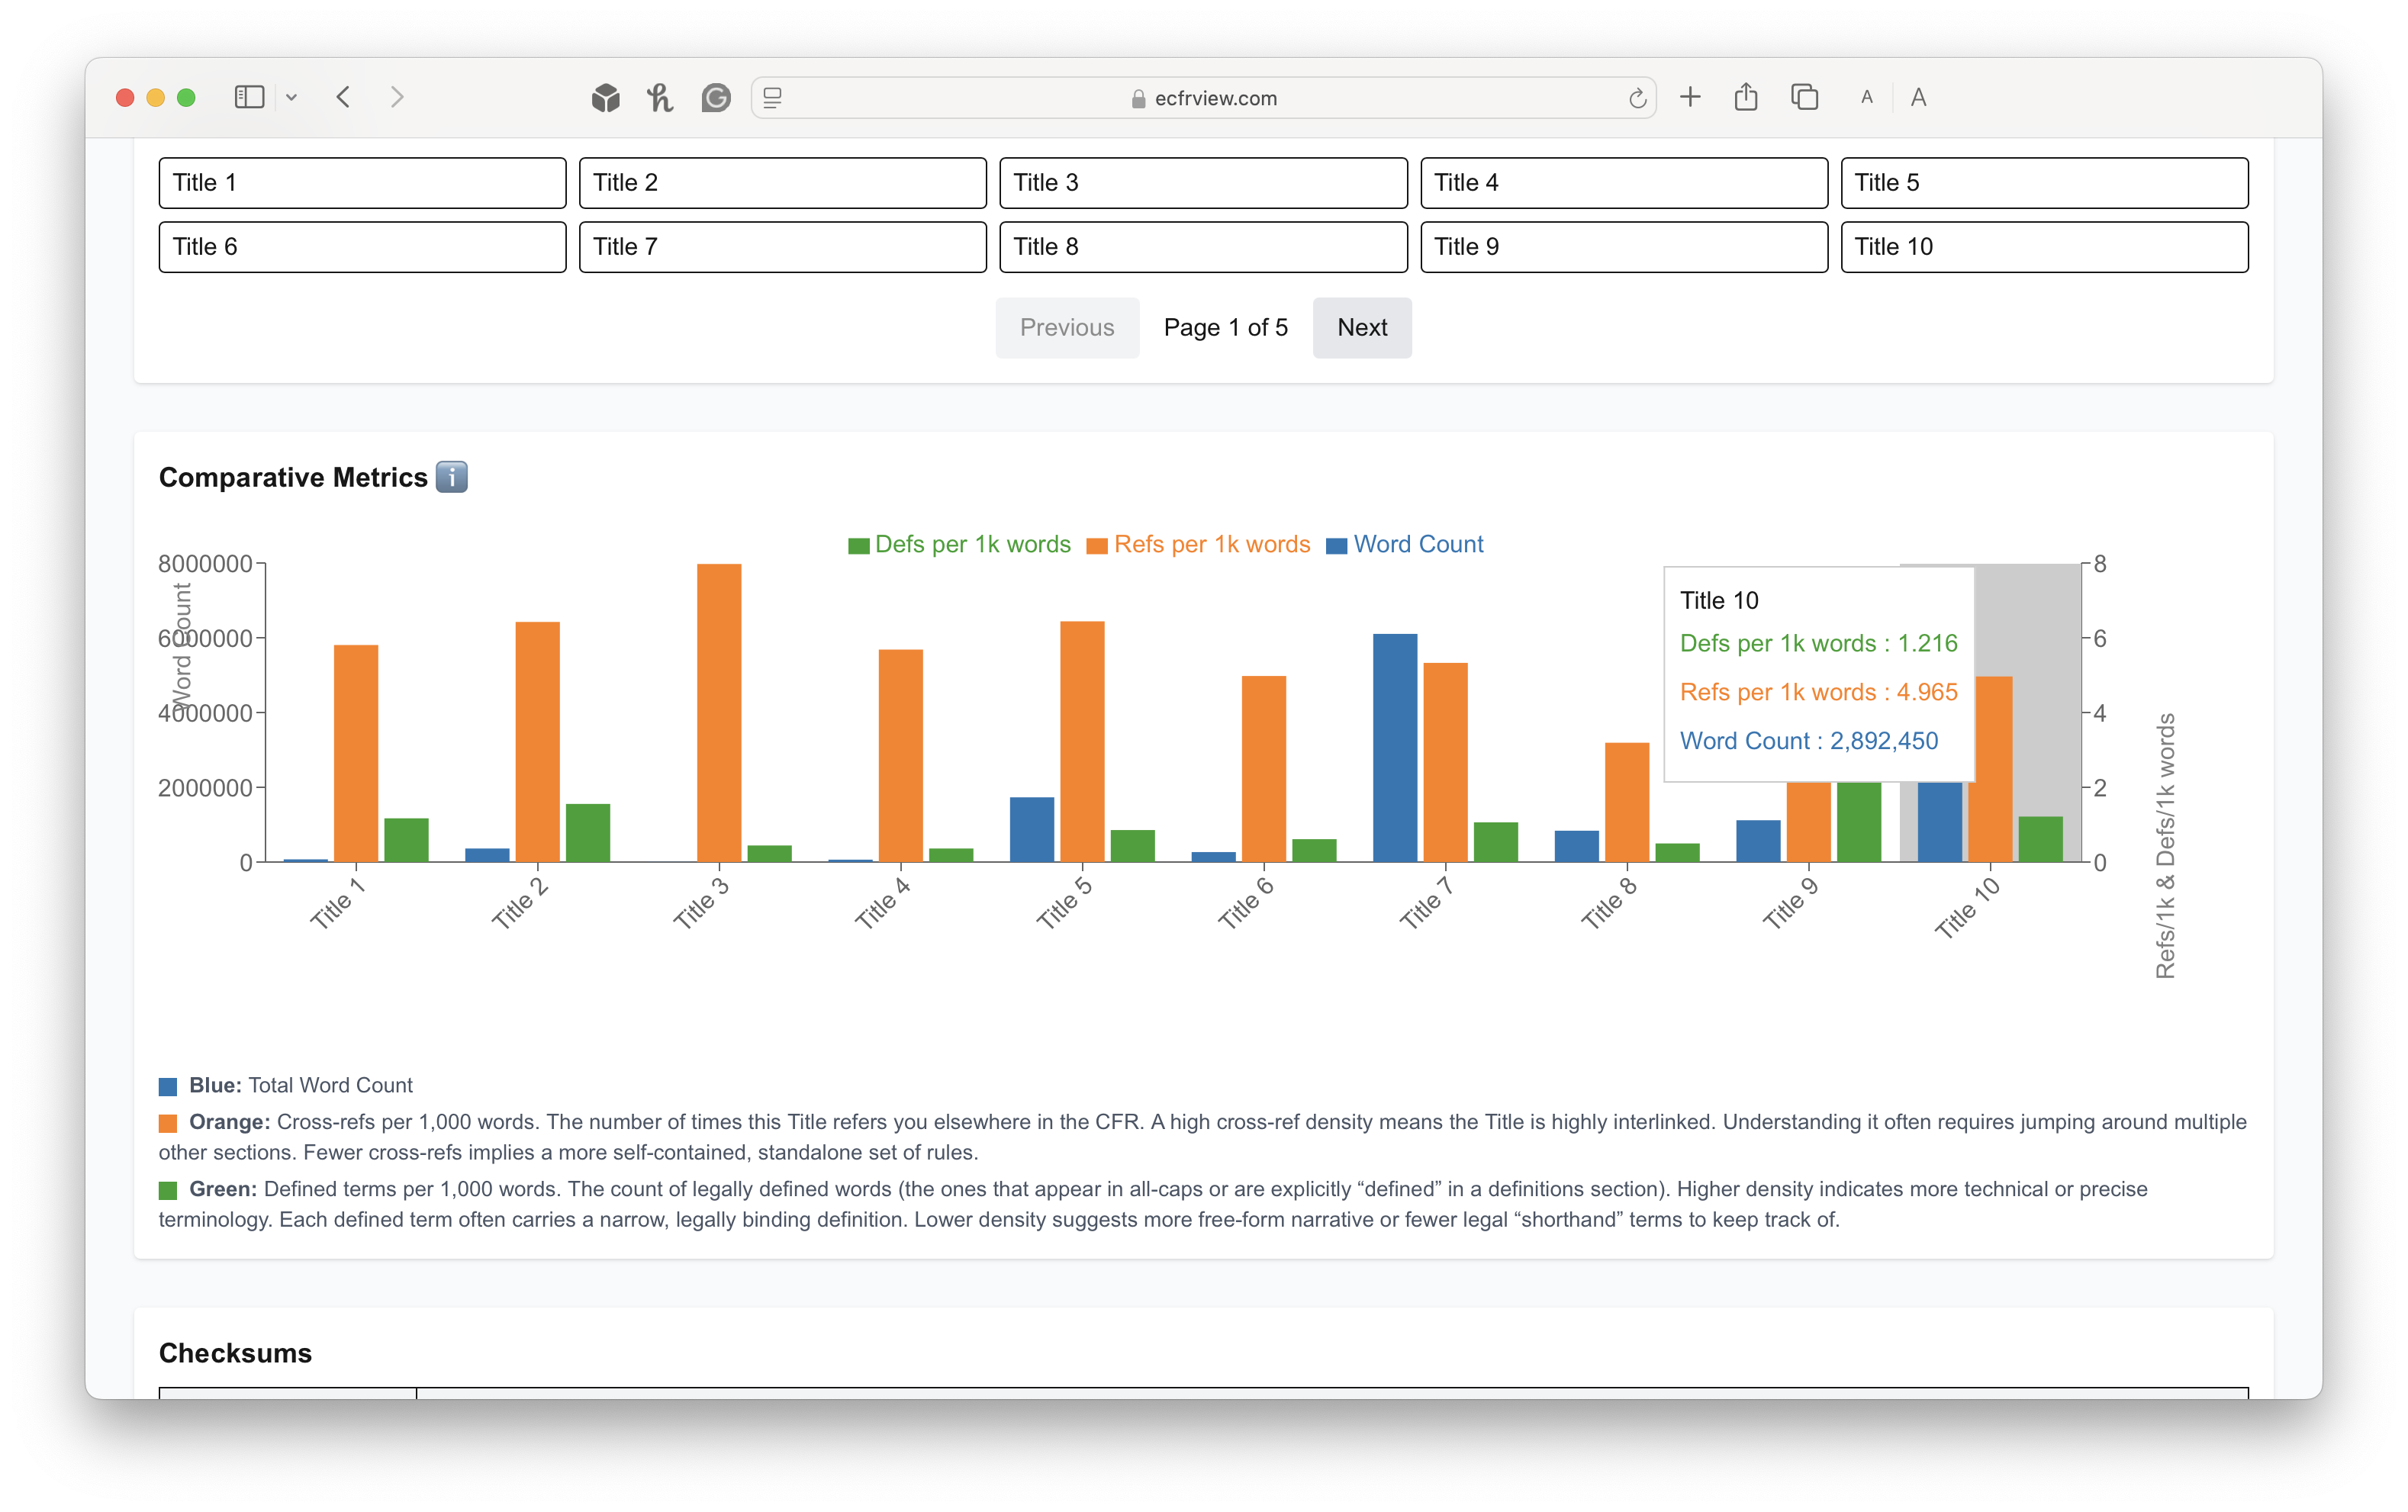 ecfrview.com
A A
Title 1
Title 2
Title 3
Title 4
Title 5
Title 6
Title 7
Title 8
Title 9
Title 10
Previous
Page 1 of 5
Next
Comparative Metrics
Defs per 1k words
Refs per 1k words
Word Count
8000000
6000000
4000000
2000000
0
Word Count
8
6
4
2
0
Refs/1k & Defs/1k words
Title 10
Defs per 1k words : 1.216
Refs per 1k words : 4.965
Word Count : 2,892,450
Title 1
Title 2
Title 3
Title 4
Title 5
Title 6
Title 7
Title 8
Title 9
Title 10
Blue: Total Word Count
Orange: Cross-refs per 1,000 words. The number of times this Title refers you elsewhere in the CFR. A high cross-ref density means the Title is highly interlinked. Understanding it often requires jumping around multiple
other sections. Fewer cross-refs implies a more self-contained, standalone set of rules.
Green: Defined terms per 1,000 words. The count of legally defined words (the ones that appear in all-caps or are explicitly “defined” in a definitions section). Higher density indicates more technical or precise
terminology. Each defined term often carries a narrow, legally binding definition. Lower density suggests more free-form narrative or fewer legal “shorthand” terms to keep track of.
Checksums